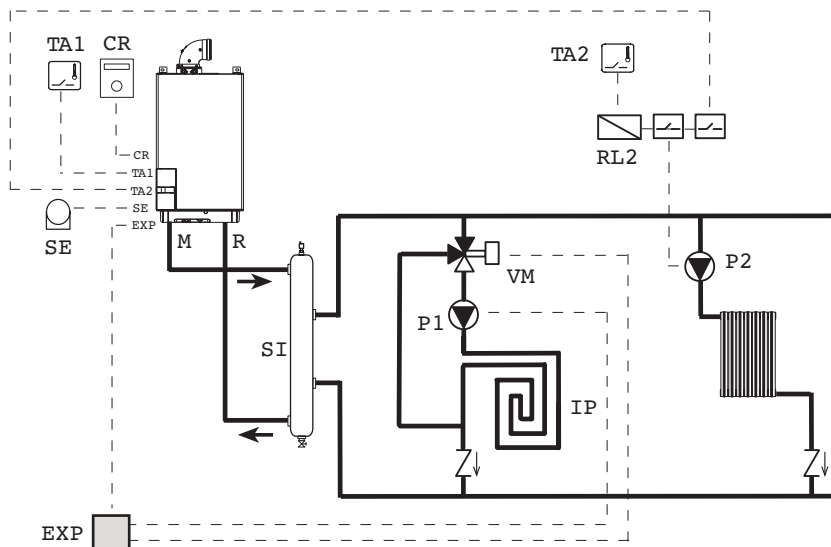 TA1 CR
TA2
RL2
CR
TA1
TA2
SE
EXP
SE
M R
VM
P2
P1
SI
IP
EXP